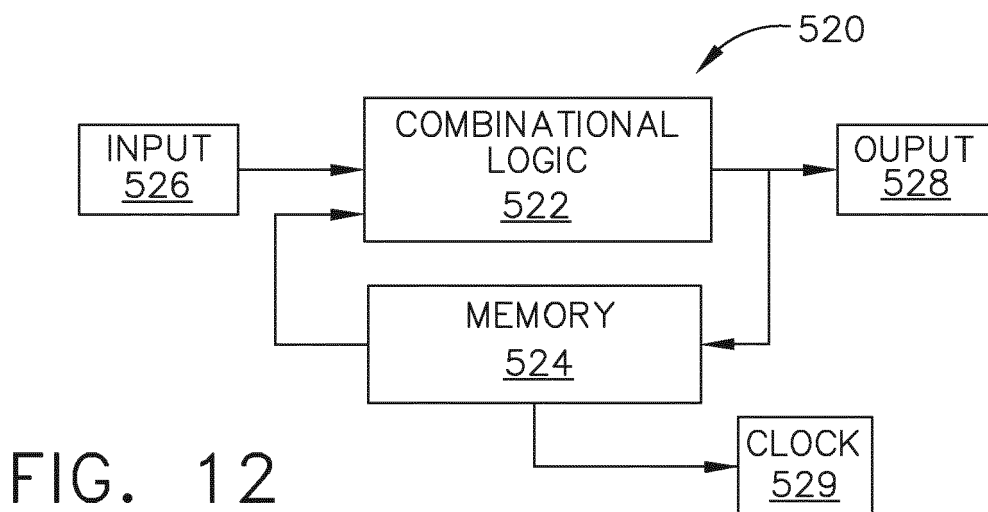 520
INPUT
526
COMBINATIONAL
LOGIC
522
OUPUT
528
MEMORY
524
CLOCK
529
FIG. 12